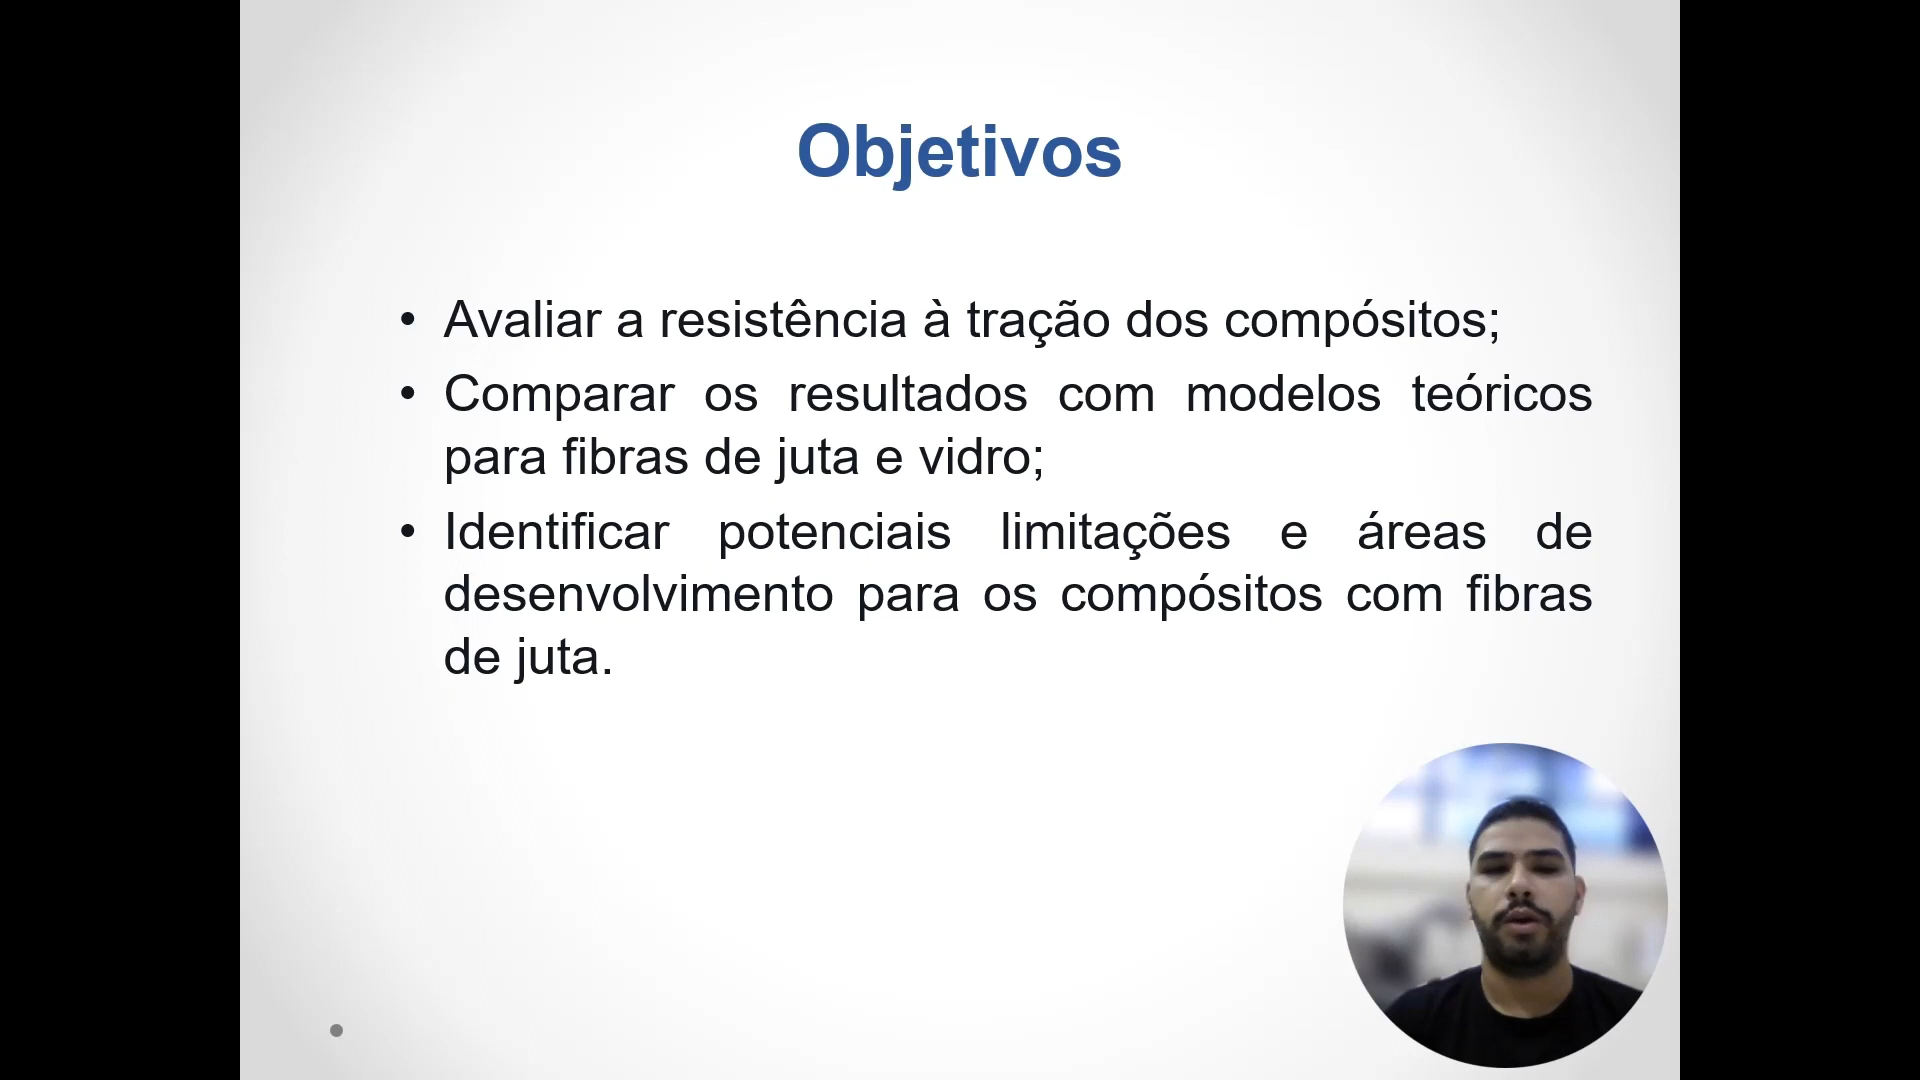 Objetivos
• Avaliar a resistência à tração dos compósitos;
• Comparar os resultados com modelos teóricos
para fibras de juta e vidro;
• Identificar potenciais limitações e áreas de
desenvolvimento para os compósitos com fibras
de juta.